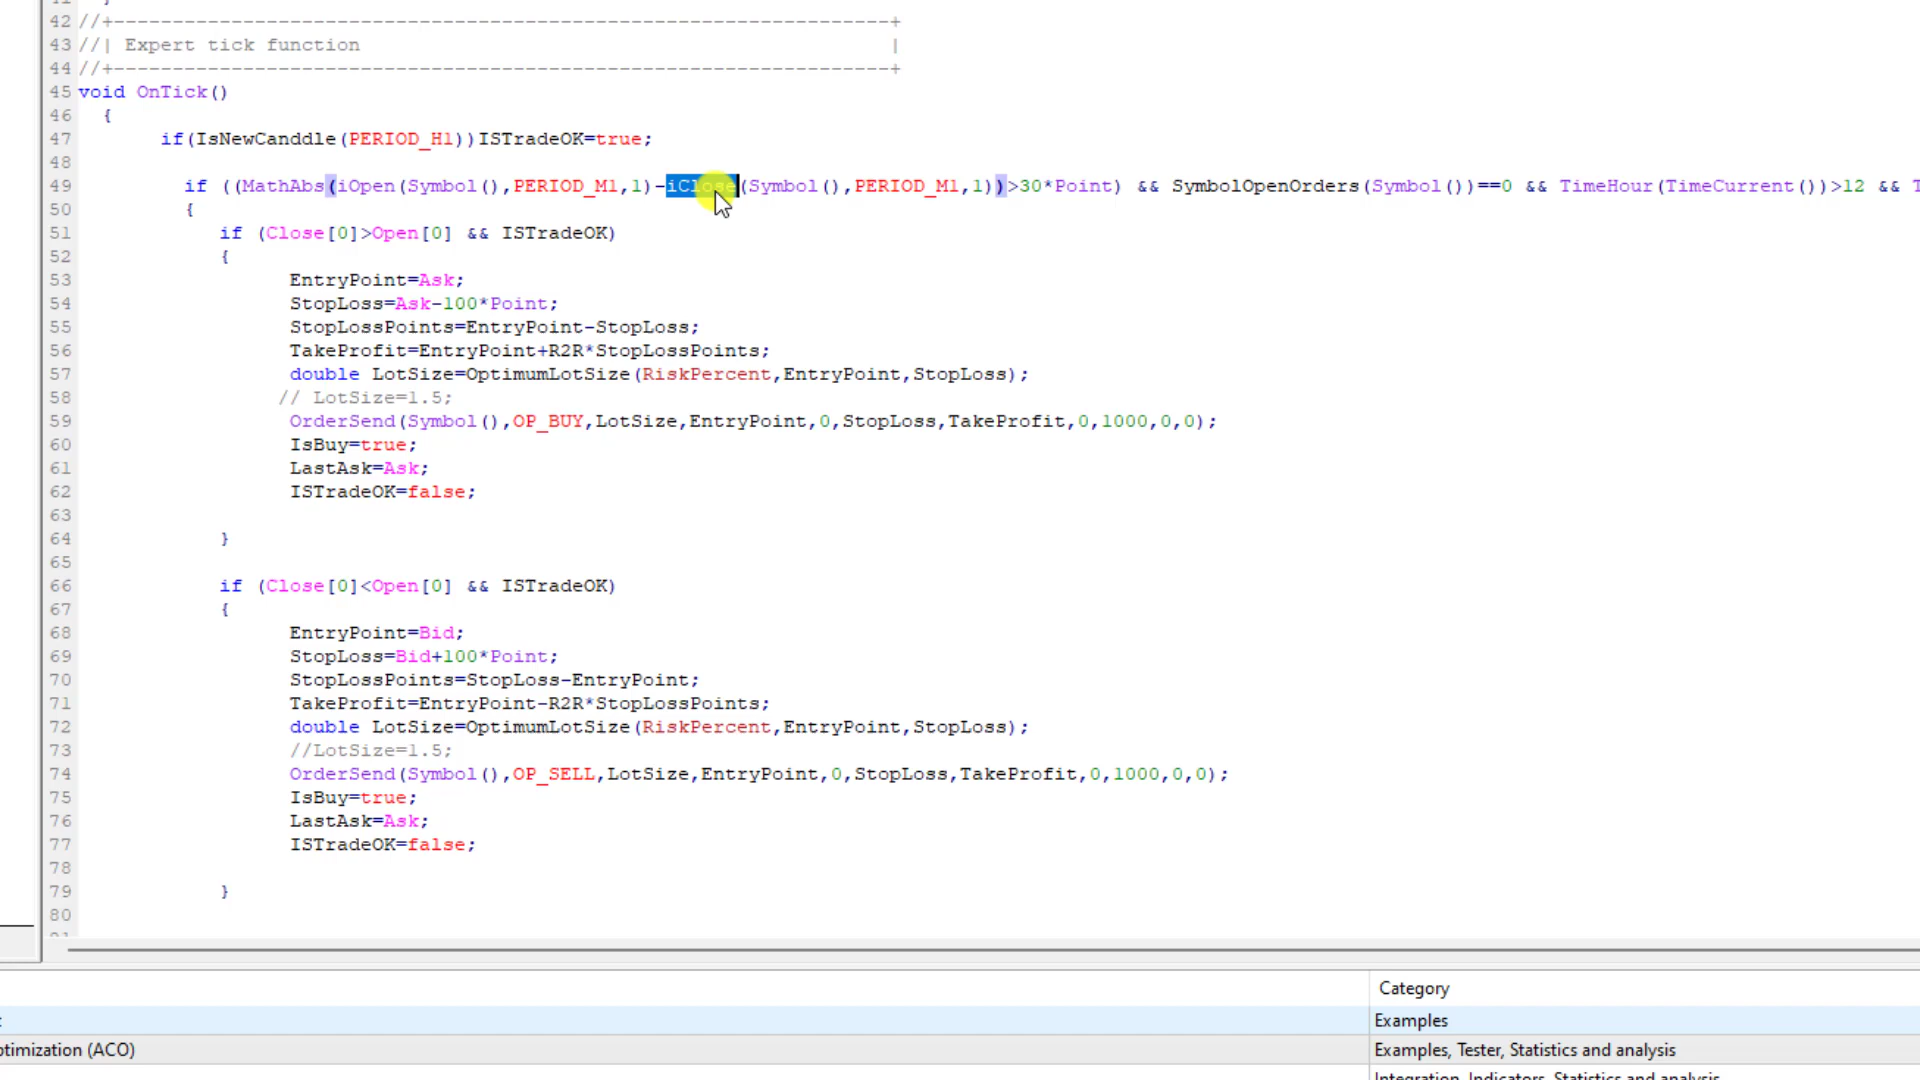 42 //+------------------------------------------------------------------+
43 //| Expert tick function                                             |
44 //+------------------------------------------------------------------+
45 void OnTick()
46 {
47 if(IsNewCanddle(PERIOD_H1))ISTradeOK=true;
48
49 if ((MathAbs(iOpen(Symbol(),PERIOD_M1,1)-iClose(Symbol(),PERIOD_M1,1))>30*Point) && SymbolOpenOrders(Symbol())==0 && TimeHour(TimeCurrent())>12 &&
50 {
51 if (Close[0]>Open[0] && ISTradeOK)
52 {
53 EntryPoint=Ask;
54 StopLoss=Ask-100*Point;
55 StopLossPoints=EntryPoint-StopLoss;
56 TakeProfit=EntryPoint+R2R*StopLossPoints;
57 double LotSize=OptimumLotSize(RiskPercent,EntryPoint,StopLoss);
58 // LotSize=1.5;
59 OrderSend(Symbol(),OP_BUY,LotSize,EntryPoint,0,StopLoss,TakeProfit,0,1000,0,0);
60 IsBuy=true;
61 LastAsk=Ask;
62 ISTradeOK=false;
63
64 }
65
66 if (Close[0]<Open[0] && ISTradeOK)
67 {
68 EntryPoint=Bid;
69 StopLoss=Bid+100*Point;
70 StopLossPoints=StopLoss-EntryPoint;
71 TakeProfit=EntryPoint-R2R*StopLossPoints;
72 double LotSize=OptimumLotSize(RiskPercent,EntryPoint,StopLoss);
73 //LotSize=1.5;
74 OrderSend(Symbol(),OP_SELL,LotSize,EntryPoint,0,StopLoss,TakeProfit,0,1000,0,0);
75 IsBuy=true;
76 LastAsk=Ask;
77 ISTradeOK=false;
78
79 }
80
Category
Examples
(ACO) Examples, Tester, Statistics and analysis
Integration, Indicators, Statistics and analysis